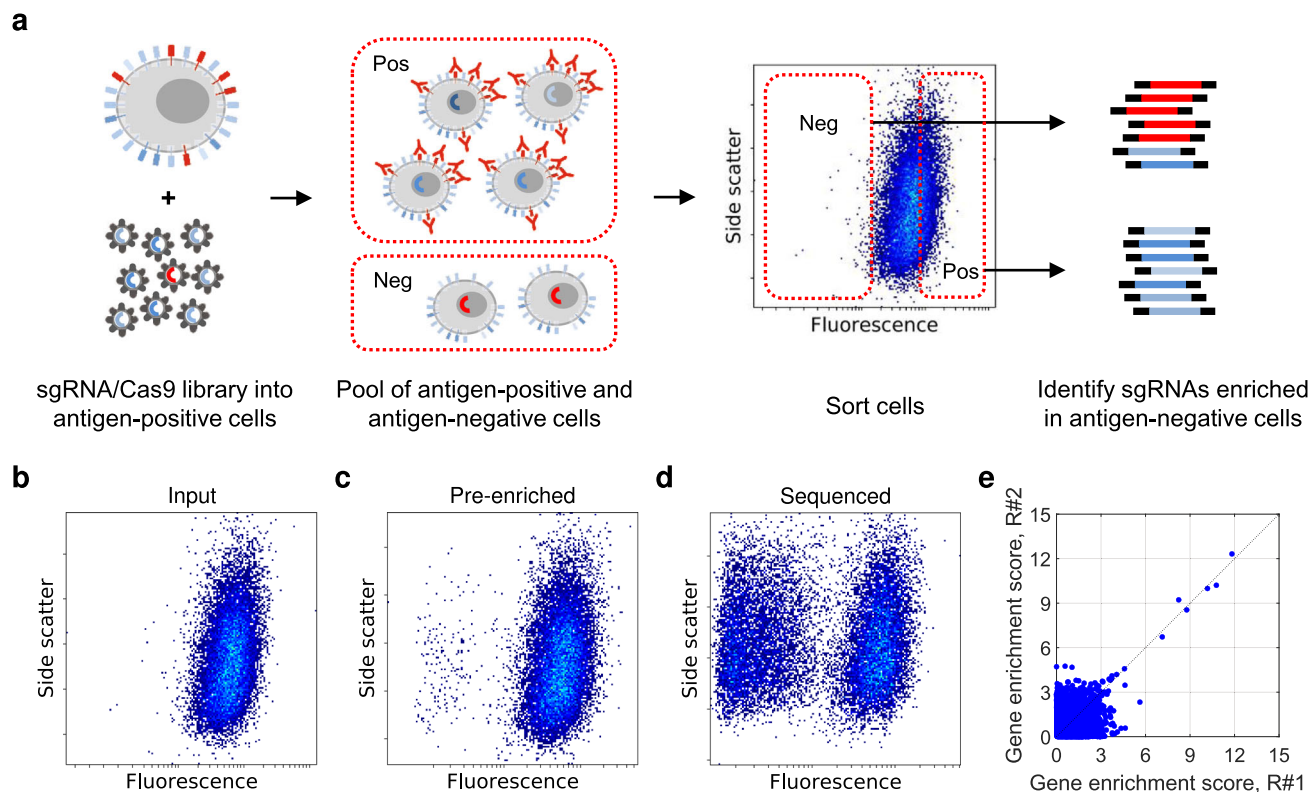 a
Pos
Neg
+
Neg
Pos
Side scatter
Fluorescence
sgRNA/Cas9 library into
antigen-positive cells
Pool of antigen-positive and
antigen-negative cells
Sort cells
Identify sgRNAs enriched
in antigen-negative cells
b
Input
Side scatter
Fluorescence
c
Pre-enriched
Side scatter
Fluorescence
d
Sequenced
Side scatter
Fluorescence
e
Gene enrichment score, R#2
15
12
9
6
3
0
0 3 6 9 12 15
Gene enrichment score, R#1